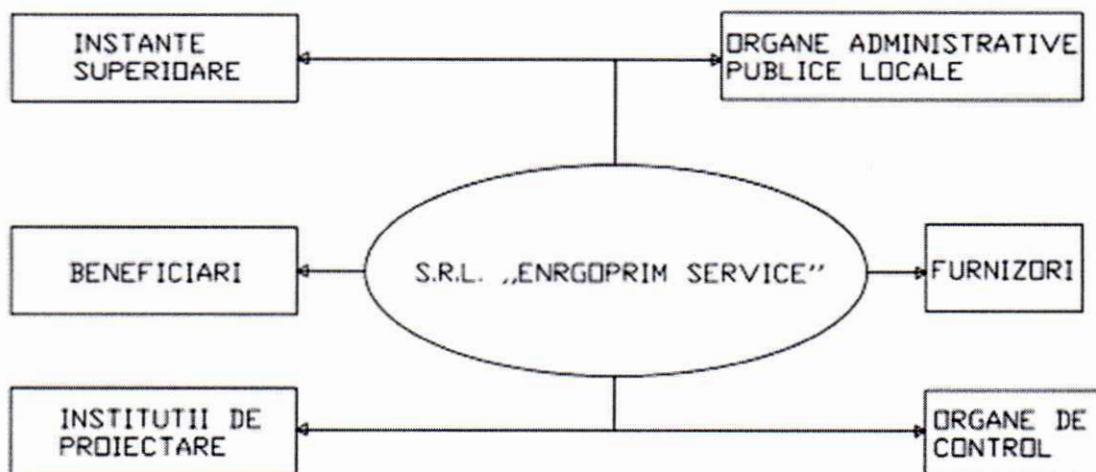 INSTANTE
SUPERIOARE
ORGANE ADMINISTRATIVE
PUBLICE LOCALE
BENEFICIARI
S.R.L. „ENRGOPRIM SERVICE”
FURNIZORI
INSTITUTII DE
PROIECTARE
ORGANE DE
CONTROL